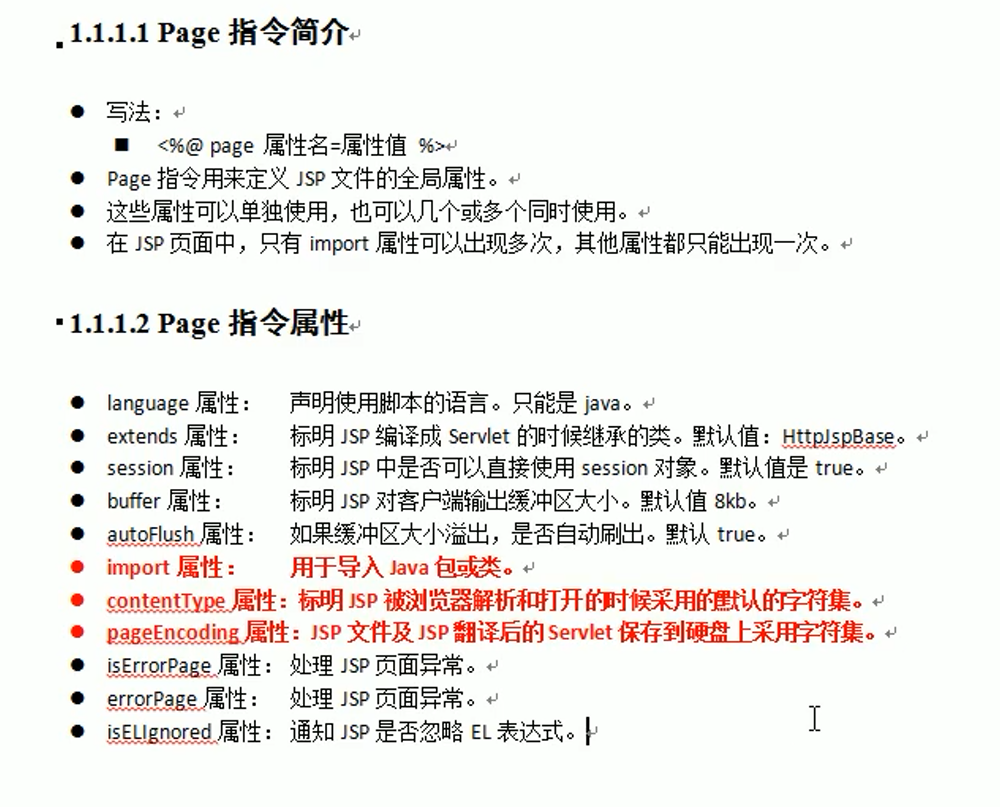 1.1.1.1 Page 指令简介
写法：
<%@ page 属性名=属性值 %>
Page 指令用来定义 JSP 文件的全局属性。
这些属性可以单独使用，也可以几个或多个同时使用。
在 JSP 页面中，只有 import 属性可以出现多次，其他属性都只能出现一次。
1.1.1.2 Page 指令属性
language 属性： 声明使用脚本的语言。只能是 java。
extends 属性： 标明 JSP 编译成 Servlet 的时候继承的类。默认值：HttpJspBase。
session 属性： 标明 JSP 中是否可以直接使用 session 对象。默认值是 true。
buffer 属性： 标明 JSP 对客户端输出缓冲区大小。默认值 8kb。
autoFlush 属性： 如果缓冲区大小溢出，是否自动刷出。默认 true。
import 属性： 用于导入 Java 包或类。
contentType 属性：标明 JSP 被浏览器解析和打开的时候采用的默认的字符集。
pageEncoding 属性：JSP 文件及 JSP 翻译后的 Servlet 保存到硬盘上采用字符集。
isErrorPage 属性： 处理 JSP 页面异常。
errorPage 属性： 处理 JSP 页面异常。
isELIgnored 属性： 通知 JSP 是否忽略 EL 表达式。